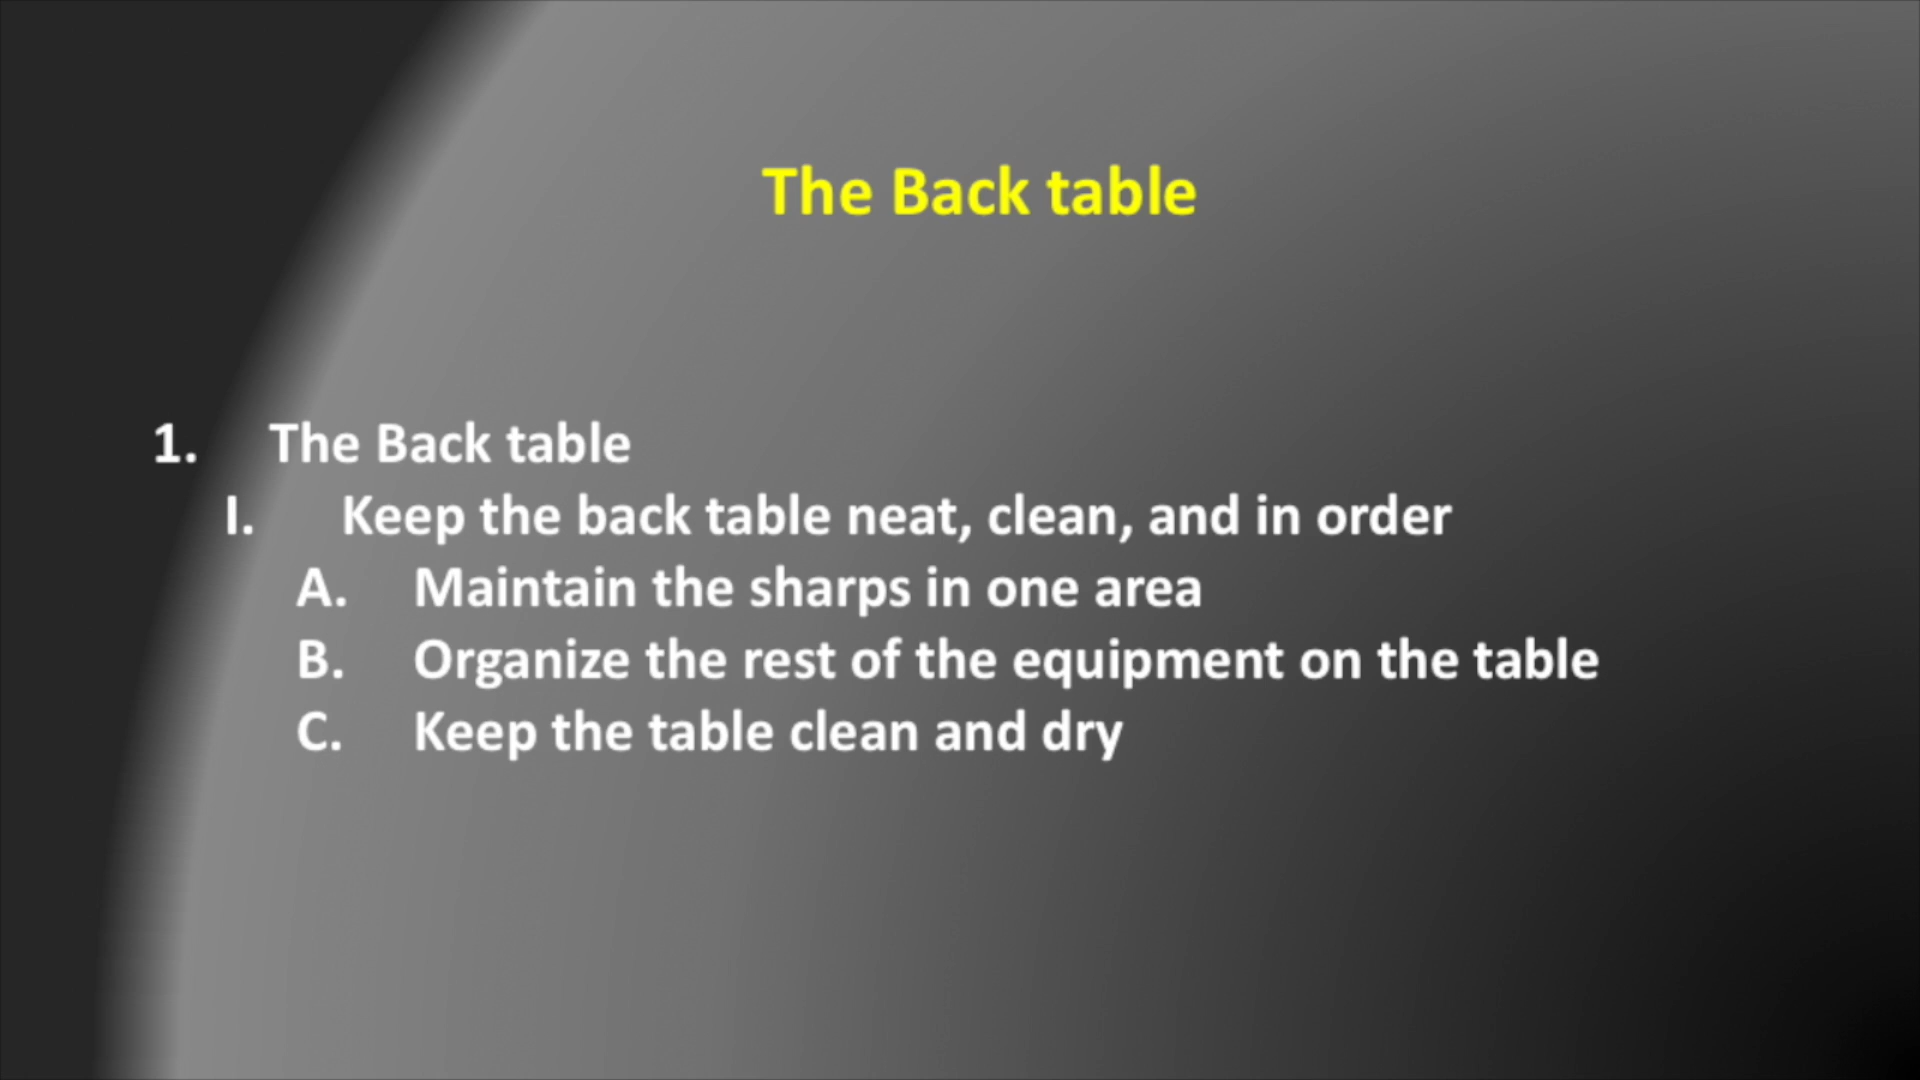 The Back table
1. The Back table
I. Keep the back table neat, clean, and in order
A. Maintain the sharps in one area
B. Organize the rest of the equipment on the table
C. Keep the table clean and dry